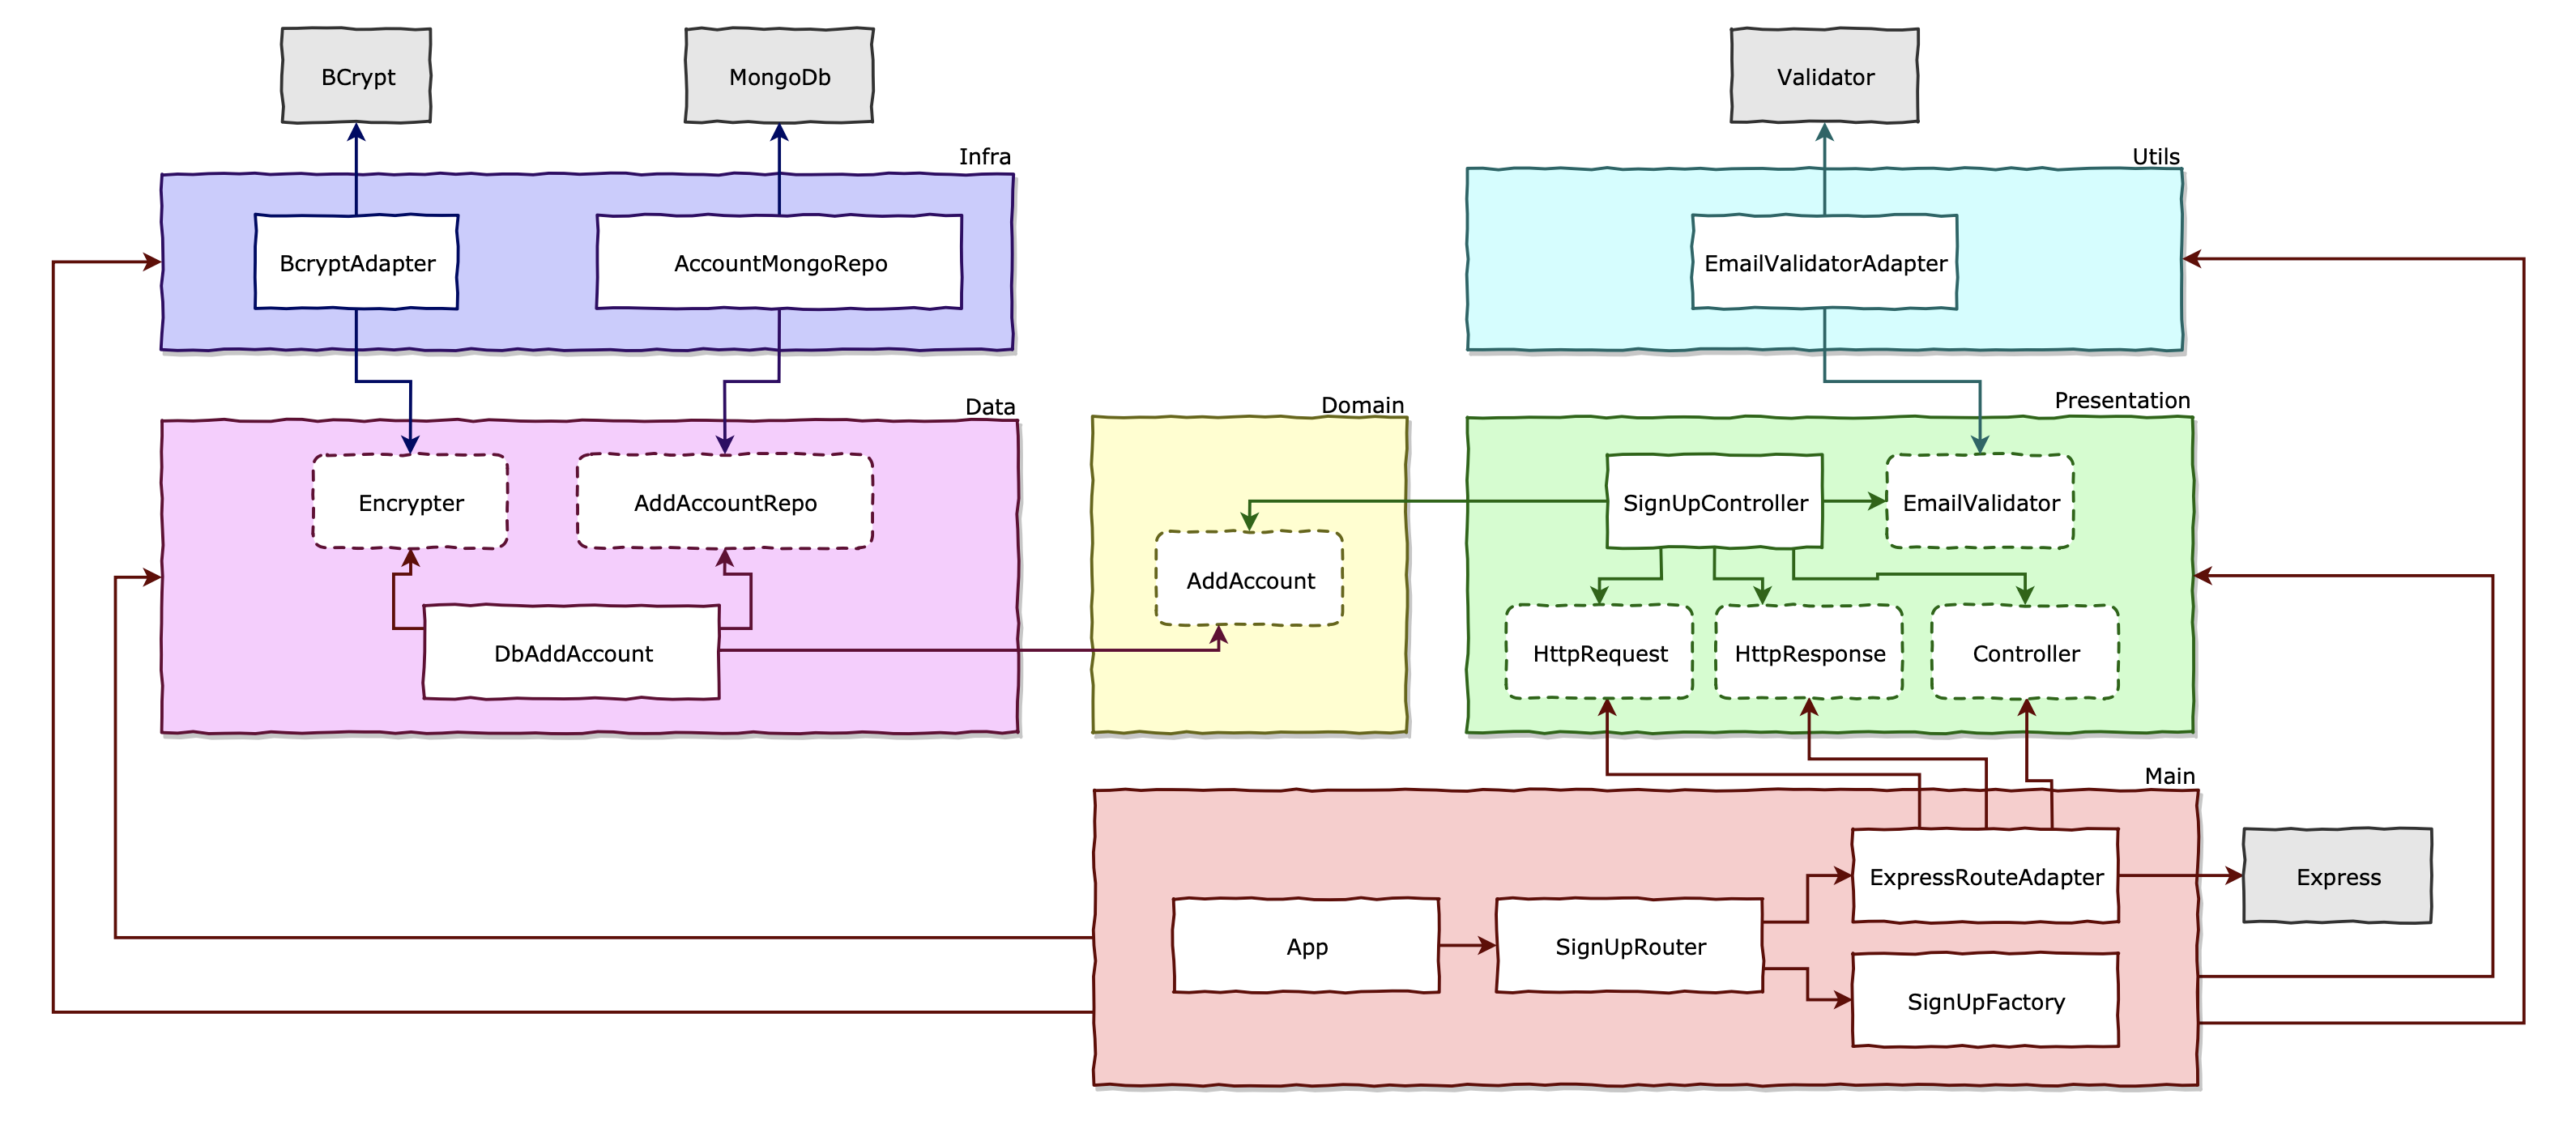 BCrypt
MongoDb
Validator
Infra
Utils
BcryptAdapter
AccountMongoRepo
EmailValidatorAdapter
Data
Domain
Presentation
Encrypter
AddAccountRepo
SignUpController
EmailValidator
AddAccount
DbAddAccount
HttpRequest
HttpResponse
Controller
Main
ExpressRouteAdapter
Express
App
SignUpRouter
SignUpFactory